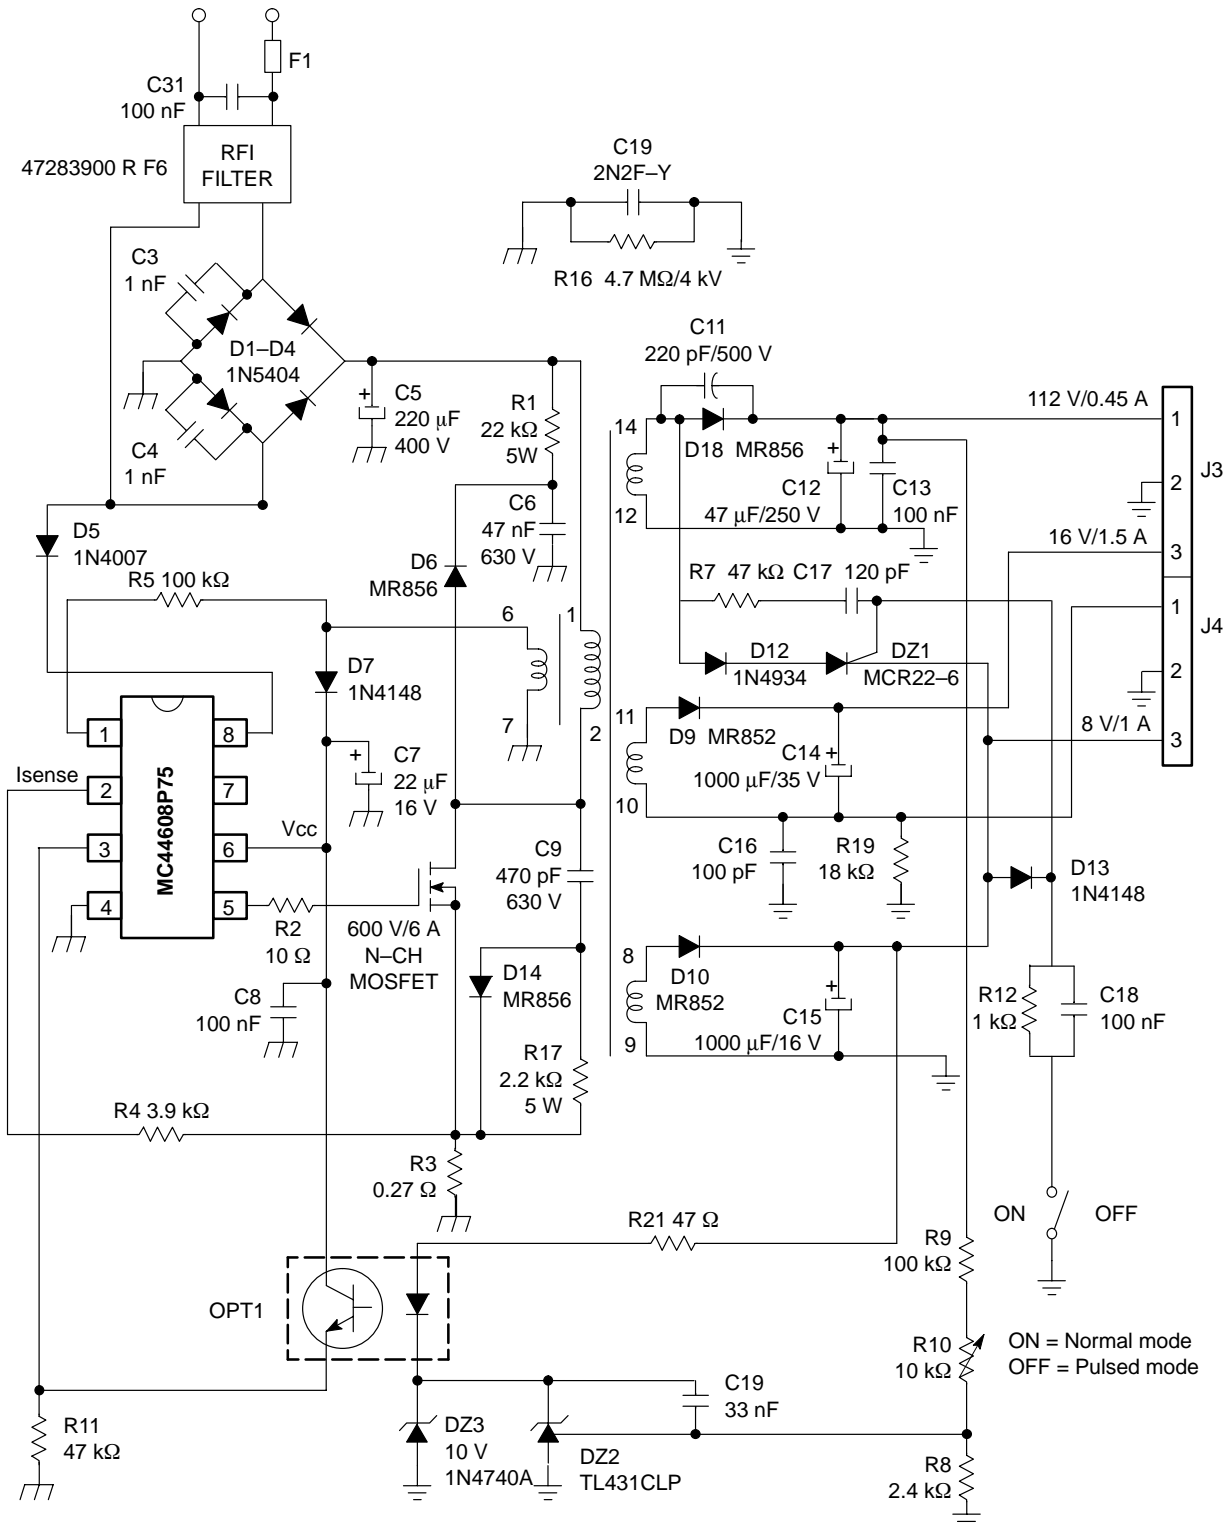 F1
C31
100 nF
RFI
FILTER
47283900 R F6
C19
2N2F–Y
R16 4.7 MΩ/4 kV
C3
1 nF
D1–D4
1N5404
C4
1 nF
C5
220 μF
400 V
R1
22 kΩ
5W
C6
47 nF
630 V
C11
220 pF/500 V
14
D18 MR856
12
C12
47 μF/250 V
C13
100 nF
112 V/0.45 A
1
2
J3
16 V/1.5 A
3
1
J4
2
8 V/1 A
3
D5
1N4007
R5 100 kΩ
D6
MR856
R7 47 kΩ C17 120 pF
D12
1N4934
DZ1
MCR22–6
6
1
7
2
D7
1N4148
11
D9 MR852
10
C14
1000 μF/35 V
C7
22 μF
16 V
MC44608P75
1
8
Isense
2
7
3
6
Vcc
4
5
R2
10 Ω
600 V/6 A
N–CH
MOSFET
C9
470 pF
630 V
C16
100 pF
R19
18 kΩ
D13
1N4148
8
D10
MR852
9
C15
1000 μF/16 V
R12
1 kΩ
C18
100 nF
C8
100 nF
D14
MR856
R17
2.2 kΩ
5 W
R4 3.9 kΩ
R3
0.27 Ω
R21 47 Ω
ON
OFF
R9
100 kΩ
OPT1
R10
10 kΩ
ON = Normal mode
OFF = Pulsed mode
R11
47 kΩ
DZ3
10 V
1N4740A
DZ2
TL431CLP
C19
33 nF
R8
2.4 kΩ